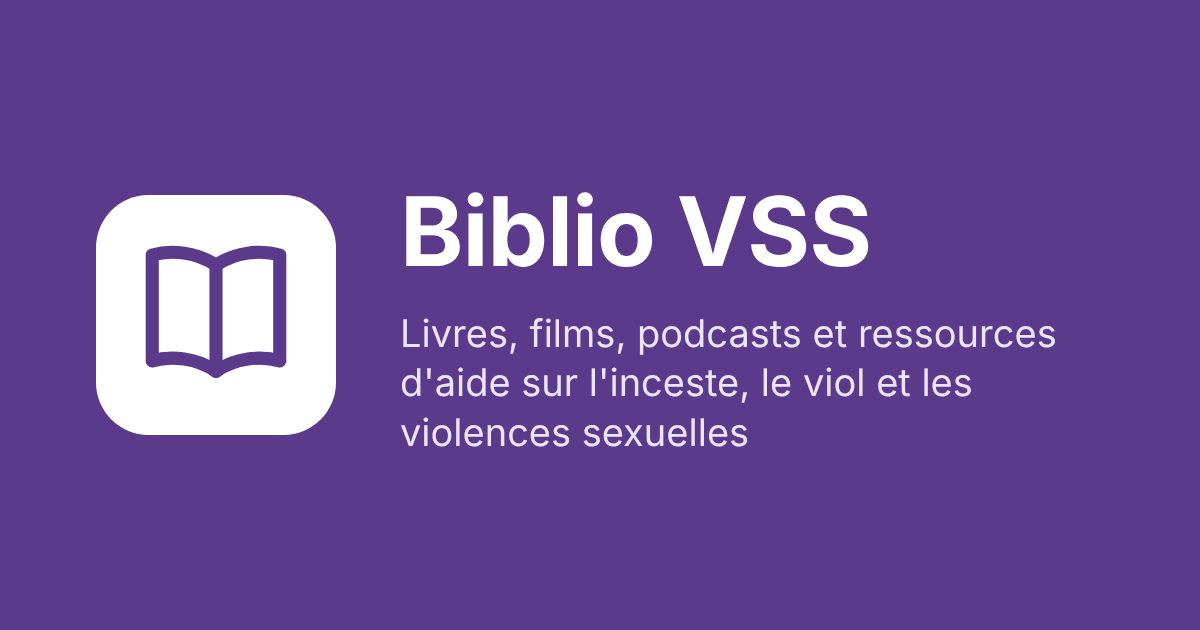 Biblio VSS
Livres, films, podcasts et ressources
d'aide sur l'inceste, le viol et les
violences sexuelles